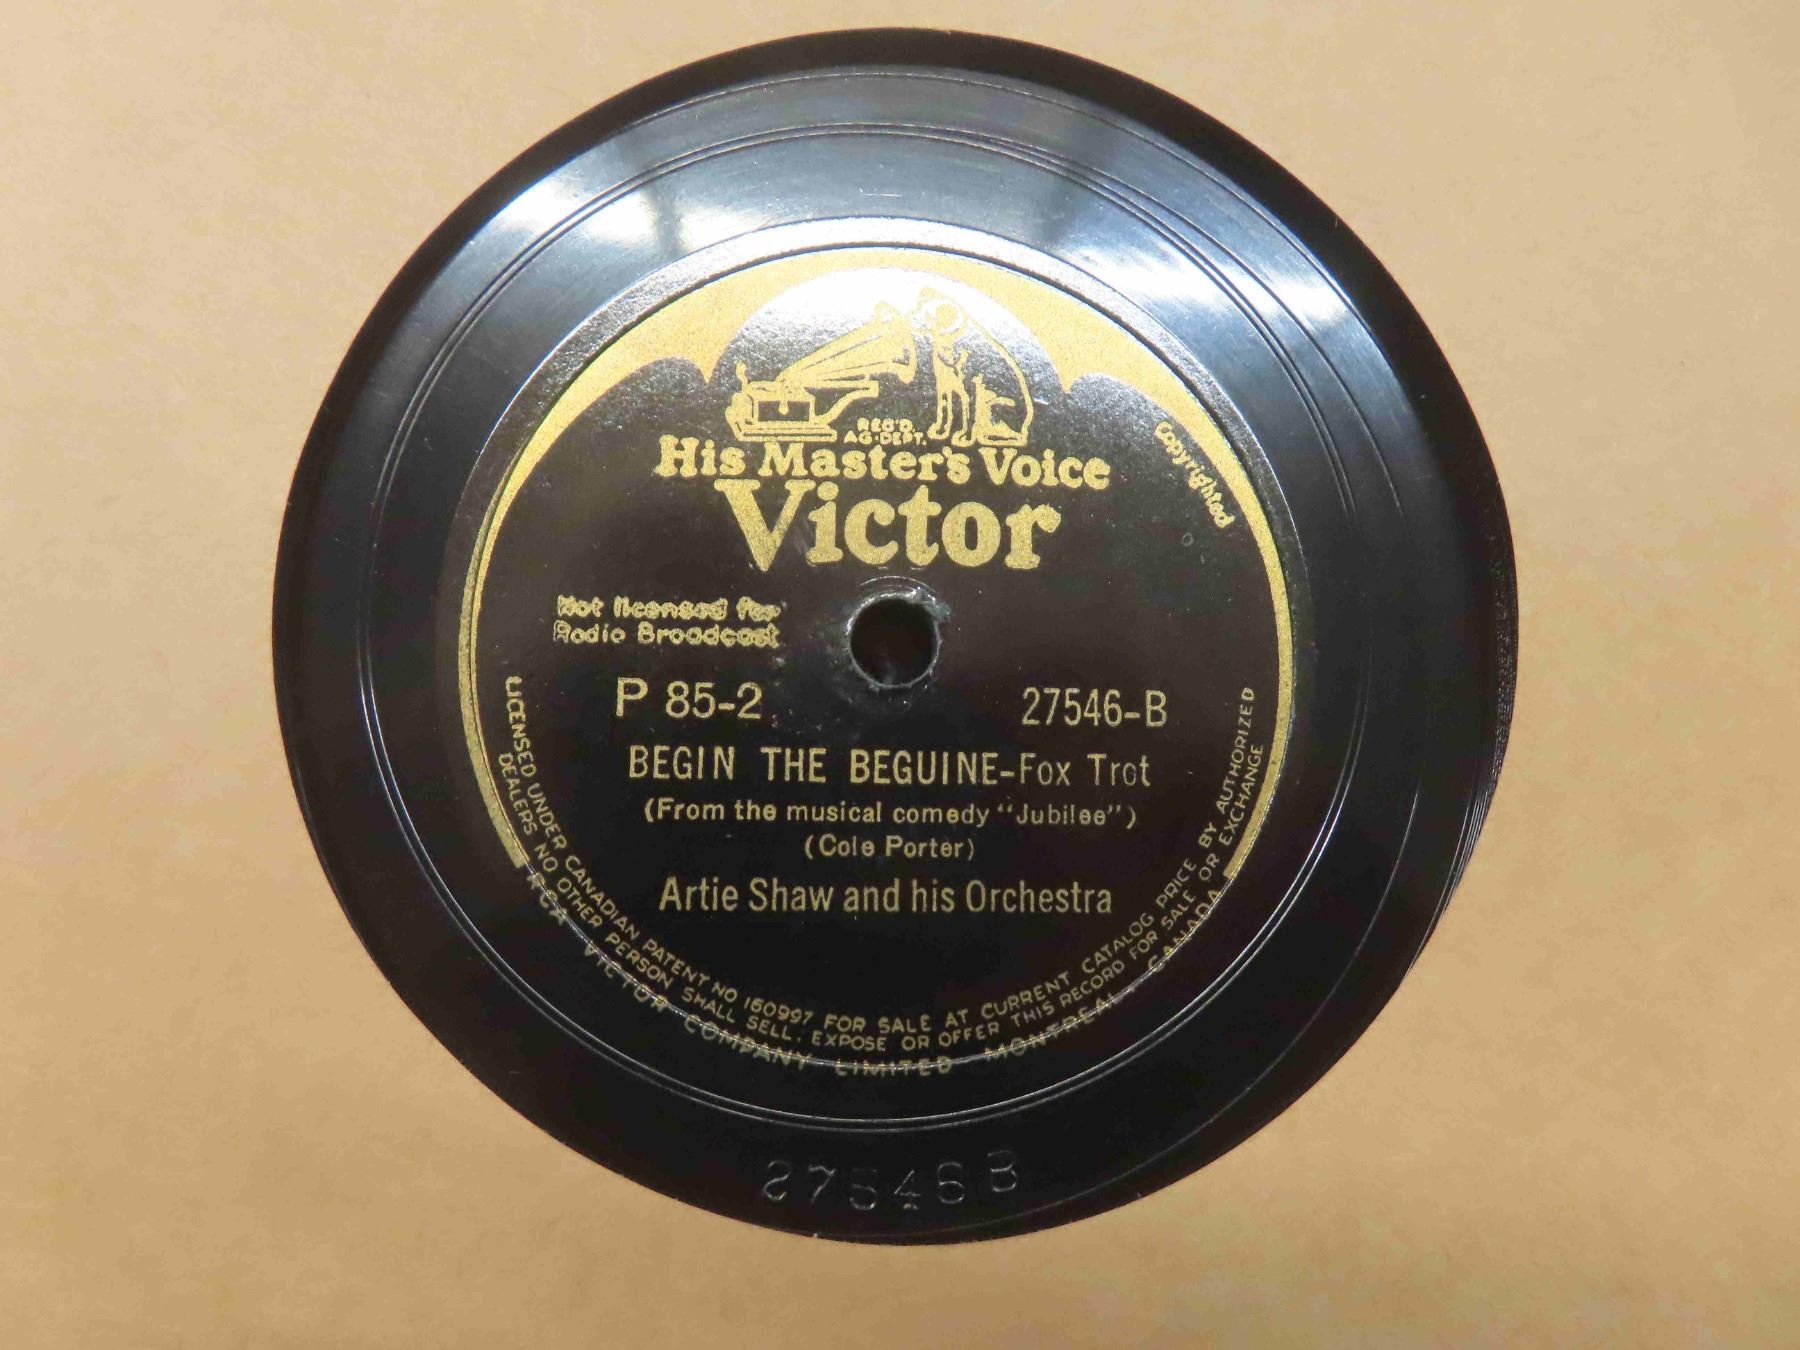 REG'D.
AG·DEPT.
His Master's Voice
Victor
Copyrighted
Not licensed for
Radio Broadcast
P 85-2
27546-B
BEGIN THE BEGUINE-Fox Trot
(From the musical comedy "Jubilee")
(Cole Porter)
Artie Shaw and his Orchestra
LICENSED UNDER CANADIAN PATENT NO 160997 FOR SALE AT CURRENT CATALOG PRICE BY AUTHORIZED
DEALERS NO OTHER PERSON SHALL SELL, EXPOSE OR OFFER THIS RECORD FOR SALE OR EXCHANGE
RCA VICTOR COMPANY LIMITED MONTREAL - CANADA
27546B